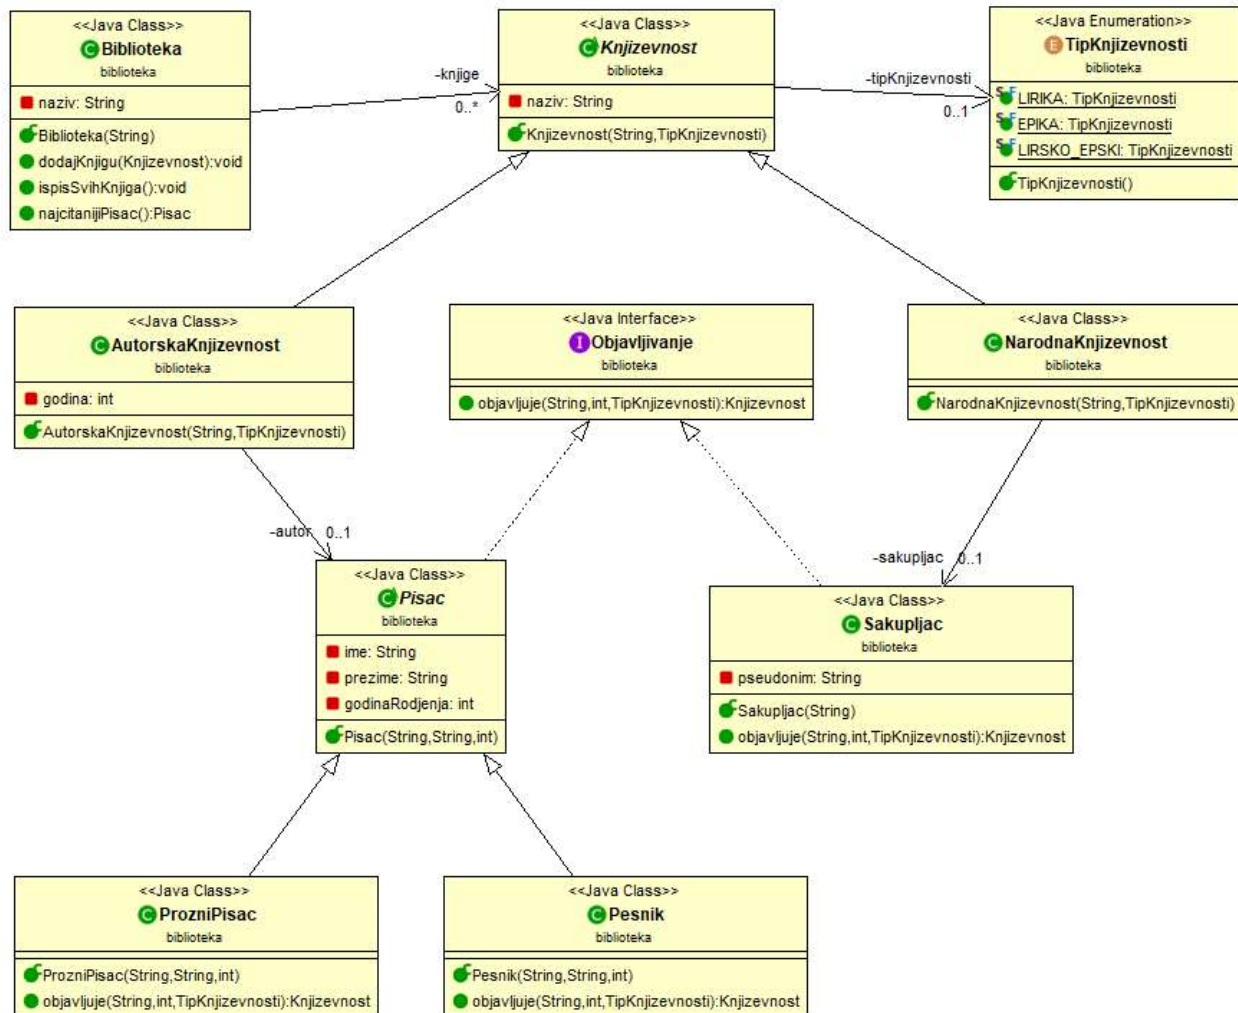 <<Java Class>>
Biblioteka
biblioteka
naziv: String
Biblioteka(String)
dodajKnjigu(Knjizevnost):void
ispisSvihKnjiga():void
najcitanijiPisac():Pisac
-knjige
0..*
<<Java Class>>
Knjizevnost
biblioteka
naziv: String
Knjizevnost(String,TipKnjizevnosti)
-tipKnjizevnosti
0..1
<<Java Enumeration>>
TipKnjizevnosti
biblioteka
LIRIKA: TipKnjizevnosti
EPIKA: TipKnjizevnosti
LIRSKO_EPSKI: TipKnjizevnosti
TipKnjizevnosti()
<<Java Class>>
AutorskaKnjizevnost
biblioteka
godina: int
AutorskaKnjizevnost(String,TipKnjizevnosti)
<<Java Interface>>
Objavljivanje
biblioteka
objavljuje(String,int,TipKnjizevnosti):Knjizevnost
<<Java Class>>
NarodnaKnjizevnost
biblioteka
NarodnaKnjizevnost(String,TipKnjizevnosti)
-autor 0..1
-sakupljac 0..1
<<Java Class>>
Pisac
biblioteka
ime: String
prezime: String
godinaRodjenja: int
Pisac(String,String,int)
<<Java Class>>
Sakupljac
biblioteka
pseudonim: String
Sakupljac(String)
objavljuje(String,int,TipKnjizevnosti):Knjizevnost
<<Java Class>>
ProzniPisac
biblioteka
ProzniPisac(String,String,int)
objavljuje(String,int,TipKnjizevnosti):Knjizevnost
<<Java Class>>
Pesnik
biblioteka
Pesnik(String,String,int)
objavljuje(String,int,TipKnjizevnosti):Knjizevnost